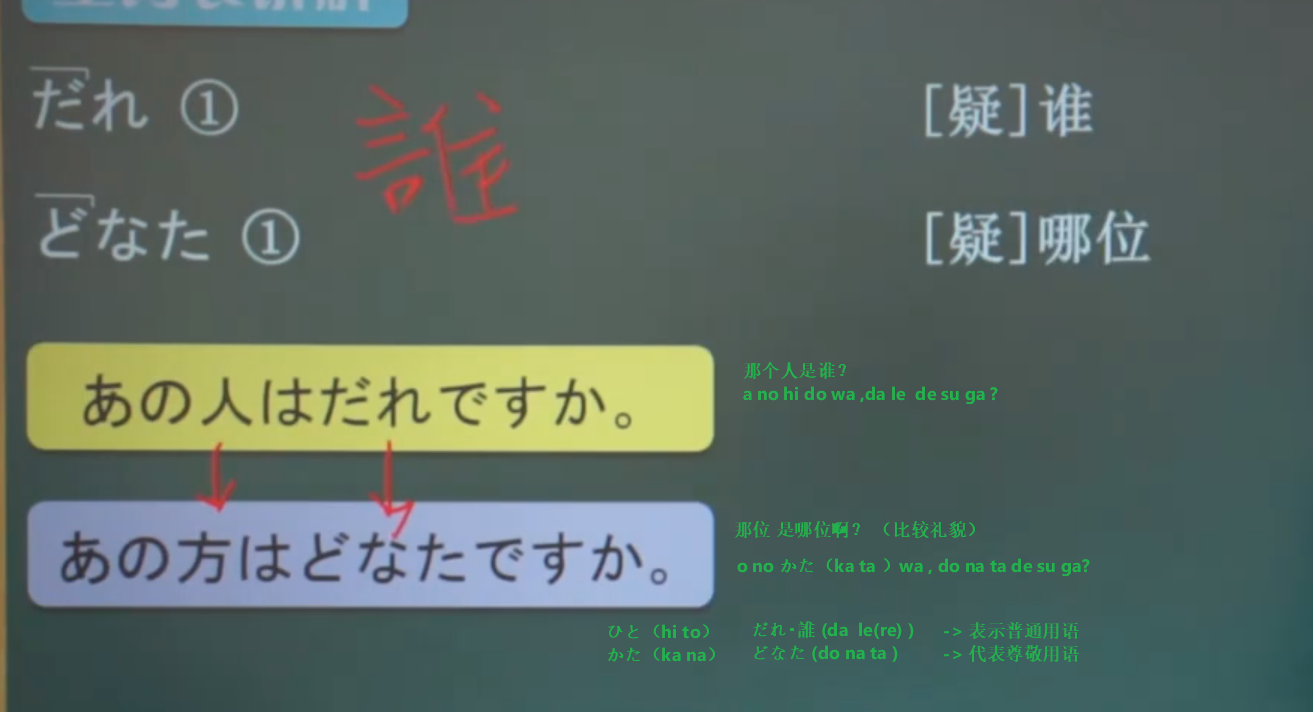 だれ ①
誰
[疑]谁
どなた ①
[疑]哪位
あの人はだれですか。
那个人是谁？
a no hi do wa ,da le  de su ga ?
あの方はどなたですか。
那位 是哪位啊？ （比较礼貌）
o no かた（ka ta ）wa , do na ta de su ga?
ひと（hi to） だれ・誰 (da  le(re) ) -> 表示普通用语
かた（ka na） どなた (do na ta ) -> 代表尊敬用语